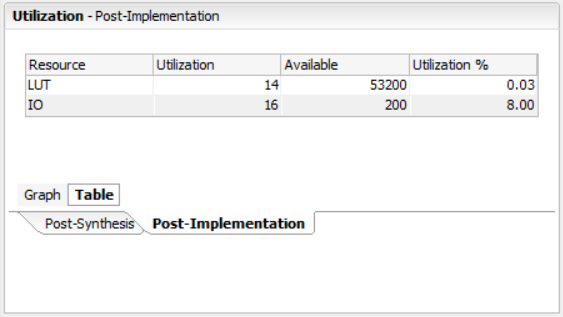 Utilization - Post-Implementation
Resource Utilization Available Utilization %
LUT 14 53200 0.03
IO 16 200 8.00
Graph Table
Post-Synthesis Post-Implementation